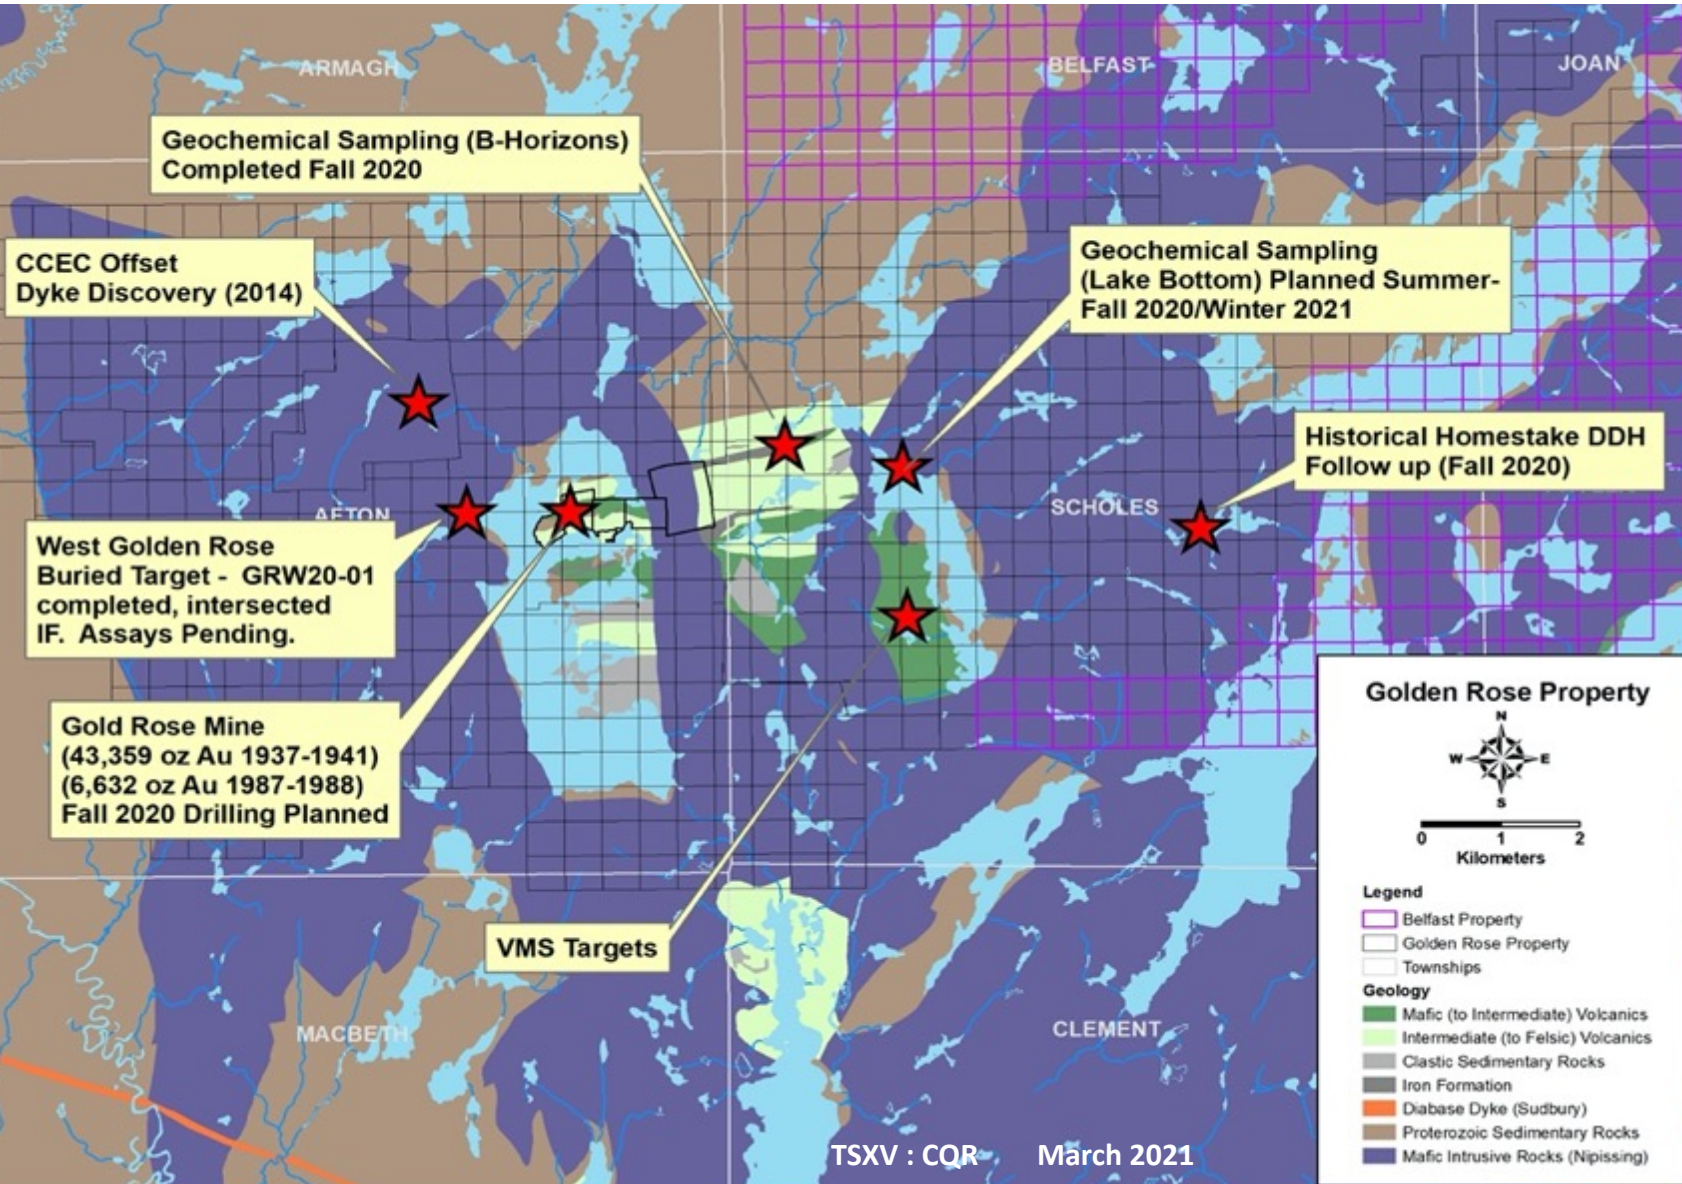 ARMAGH
BELFAST
JOAN
Geochemical Sampling (B-Horizons)
Completed Fall 2020
CCEC Offset
Dyke Discovery (2014)
Geochemical Sampling
(Lake Bottom) Planned Summer-
Fall 2020/Winter 2021
Historical Homestake DDH
Follow up (Fall 2020)
AFTON
SCHOLES
West Golden Rose
Buried Target - GRW20-01
completed, intersected
IF. Assays Pending.
Gold Rose Mine
(43,359 oz Au 1937-1941)
(6,632 oz Au 1987-1988)
Fall 2020 Drilling Planned
VMS Targets
MACBETH
CLEMENT
Golden Rose Property
N
W E
S
0 1 2
Kilometers
Legend
Belfast Property
Golden Rose Property
Townships
Geology
Mafic (to Intermediate) Volcanics
Intermediate (to Felsic) Volcanics
Clastic Sedimentary Rocks
Iron Formation
Diabase Dyke (Sudbury)
Proterozoic Sedimentary Rocks
Mafic Intrusive Rocks (Nipissing)
TSXV : CQR March 2021